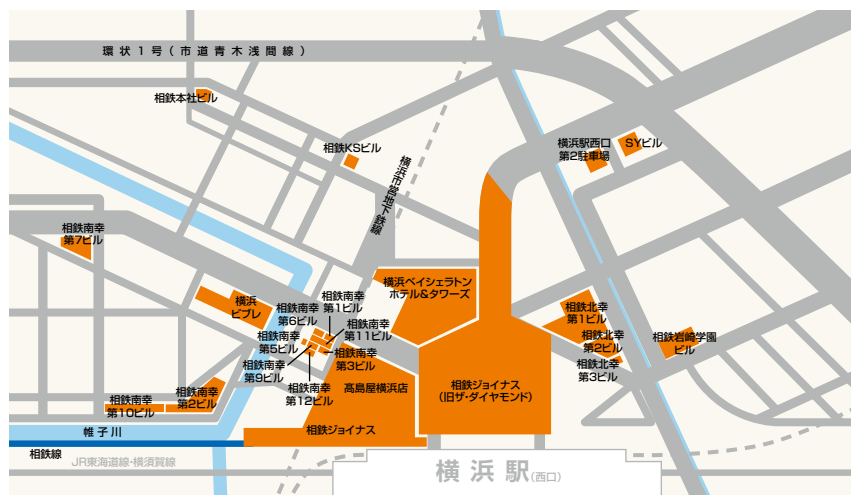 環状1号(市道青木浅間線)
相鉄本社ビル
相鉄KSビル
横浜市営地下鉄線
横浜駅西口
第2駐車場
SYビル
相鉄南幸
第7ビル
横浜ベイシェラトン
ホテル&タワーズ
横浜
ビブレ
相鉄南幸
第6ビル
相鉄南幸
第1ビル
相鉄南幸
第11ビル
相鉄南幸
第5ビル
相鉄南幸
第3ビル
相鉄南幸
第9ビル
相鉄南幸
第12ビル
相鉄北幸
第1ビル
相鉄北幸
第2ビル
相鉄北幸
第3ビル
相鉄岩崎学園
ビル
髙島屋横浜店
相鉄ジョイナス
(旧ザ・ダイヤモンド)
相鉄南幸
第10ビル
相鉄南幸
第2ビル
相鉄ジョイナス
帷子川
相鉄線
JR東海道線・横須賀線
横浜駅(西口)